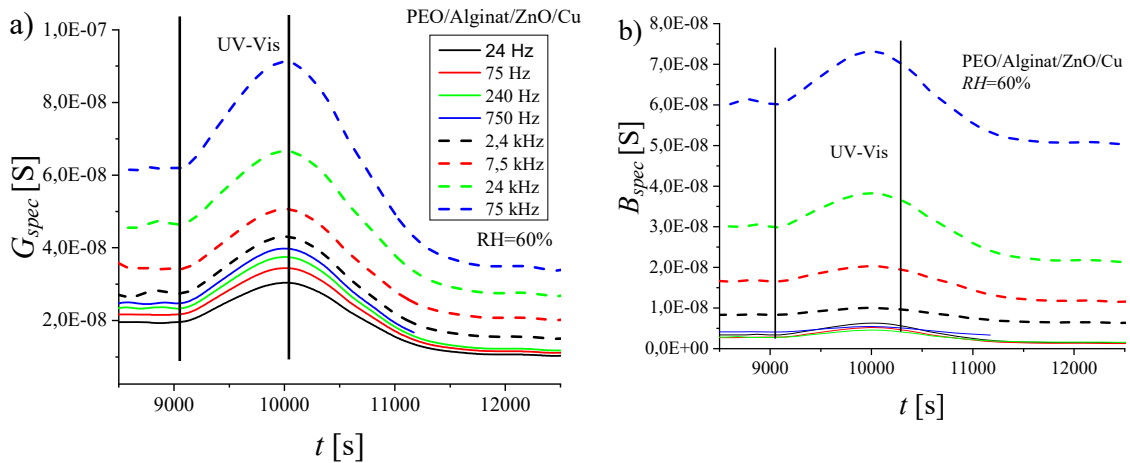 a)
PEO/Alginat/ZnO/Cu
UV-Vis
24 Hz
75 Hz
240 Hz
750 Hz
2,4 kHz
7,5 kHz
24 kHz
75 kHz
RH=60%
1,0E-07
8,0E-08
6,0E-08
4,0E-08
2,0E-08
G_spec [S]
9000 10000 11000 12000
t [s]
b)
PEO/Alginat/ZnO/Cu
RH=60%
UV-Vis
8,0E-08
7,0E-08
6,0E-08
5,0E-08
4,0E-08
3,0E-08
2,0E-08
1,0E-08
0,0E+00
B_spec [S]
9000 10000 11000 12000
t [s]